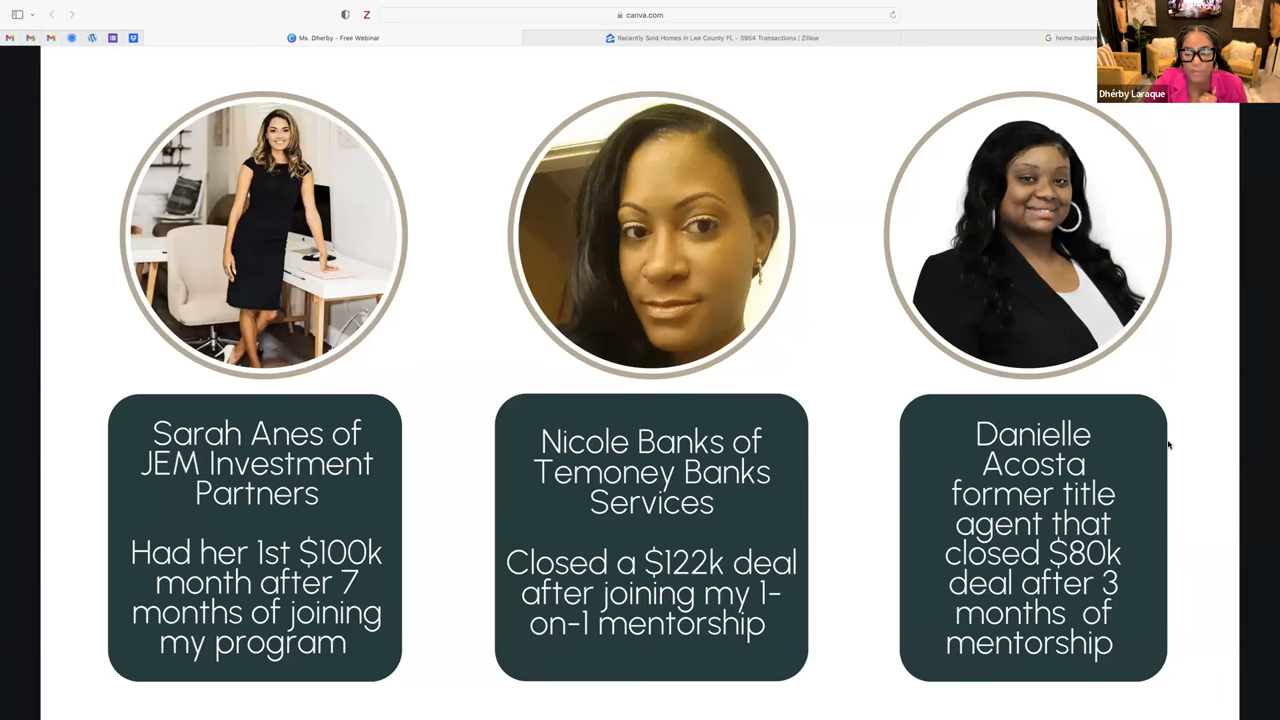 canva.com
Ms. Dherby - Free Webinar
Recently Sold Homes in Lee County FL - 3954 Transactions | Zillow
home builders
Dhérby Laraque
Sarah Anes of
JEM Investment
Partners
Had her 1st $100k
month after 7
months of joining
my program
Nicole Banks of
Temoney Banks
Services
Closed a $122k deal
after joining my 1-
on-1 mentorship
Danielle
Acosta
former title
agent that
closed $80k
deal after 3
months of
mentorship